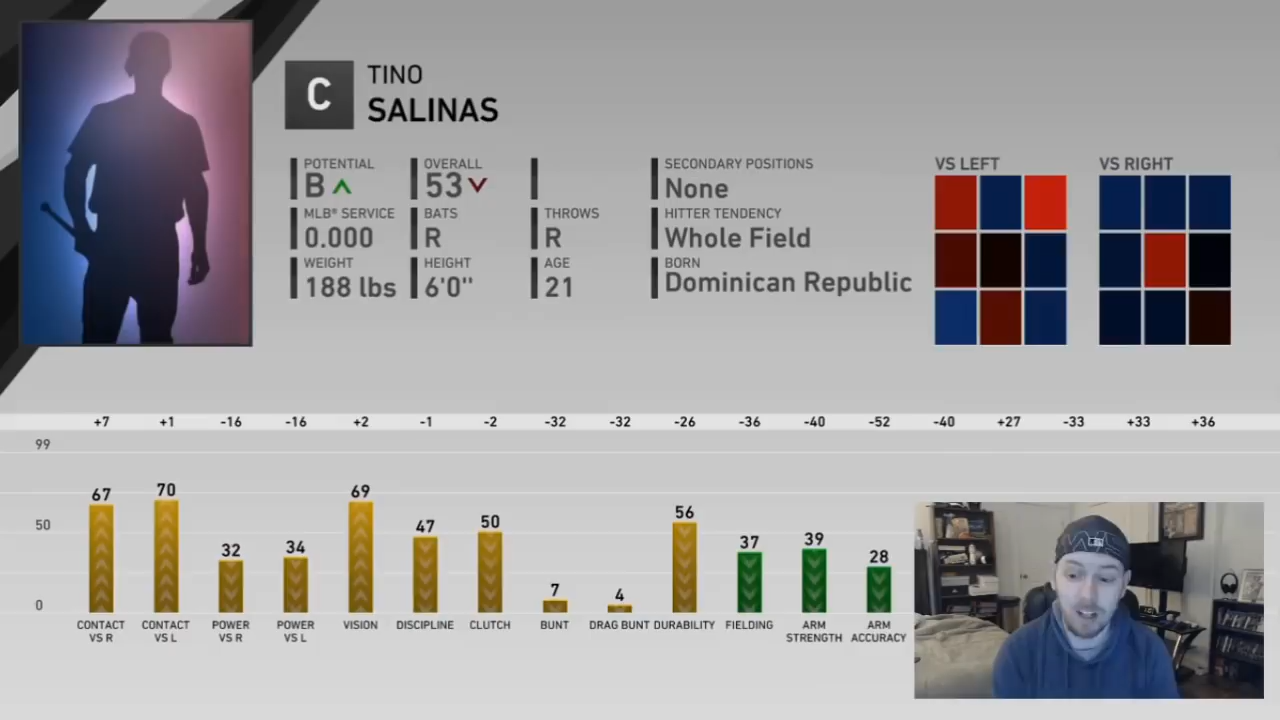 C
TINO
SALINAS
POTENTIAL
B
OVERALL
53
SECONDARY POSITIONS
None
MLB® SERVICE
0.000
BATS
R
THROWS
R
HITTER TENDENCY
Whole Field
WEIGHT
188 lbs
HEIGHT
6'0"
AGE
21
BORN
Dominican Republic
VS LEFT
VS RIGHT
+7 +1 -16 -16 +2 -1 -2 -32 -32 -26 -36 -40 -52 -40 +27 -33 +33 +36
99
50
0
67 70 32 34 69 47 50 7 4 56 37 39 28
CONTACT VS R
CONTACT VS L
POWER VS R
POWER VS L
VISION
DISCIPLINE
CLUTCH
BUNT
DRAG BUNT
DURABILITY
FIELDING
ARM STRENGTH
ARM ACCURACY